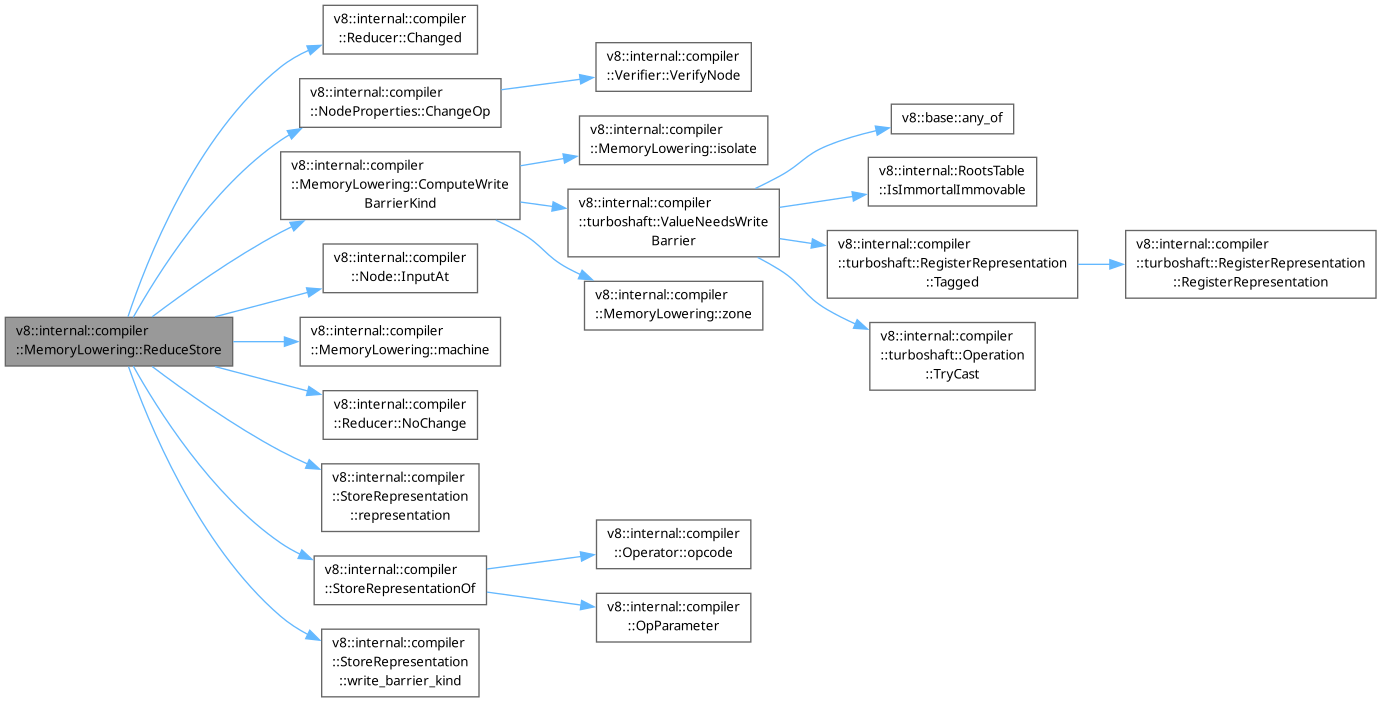 v8::internal::compiler
::MemoryLowering::ReduceStore
v8::internal::compiler
::Reducer::Changed
v8::internal::compiler
::NodeProperties::ChangeOp
v8::internal::compiler
::Verifier::VerifyNode
v8::internal::compiler
::MemoryLowering::ComputeWrite
BarrierKind
v8::internal::compiler
::MemoryLowering::isolate
v8::internal::compiler
::turboshaft::ValueNeedsWrite
Barrier
v8::base::any_of
v8::internal::RootsTable
::IsImmortalImmovable
v8::internal::compiler
::turboshaft::RegisterRepresentation
::Tagged
v8::internal::compiler
::turboshaft::RegisterRepresentation
::RegisterRepresentation
v8::internal::compiler
::turboshaft::Operation
::TryCast
v8::internal::compiler
::MemoryLowering::zone
v8::internal::compiler
::Node::InputAt
v8::internal::compiler
::MemoryLowering::machine
v8::internal::compiler
::Reducer::NoChange
v8::internal::compiler
::StoreRepresentation
::representation
v8::internal::compiler
::StoreRepresentationOf
v8::internal::compiler
::Operator::opcode
v8::internal::compiler
::OpParameter
v8::internal::compiler
::StoreRepresentation
::write_barrier_kind